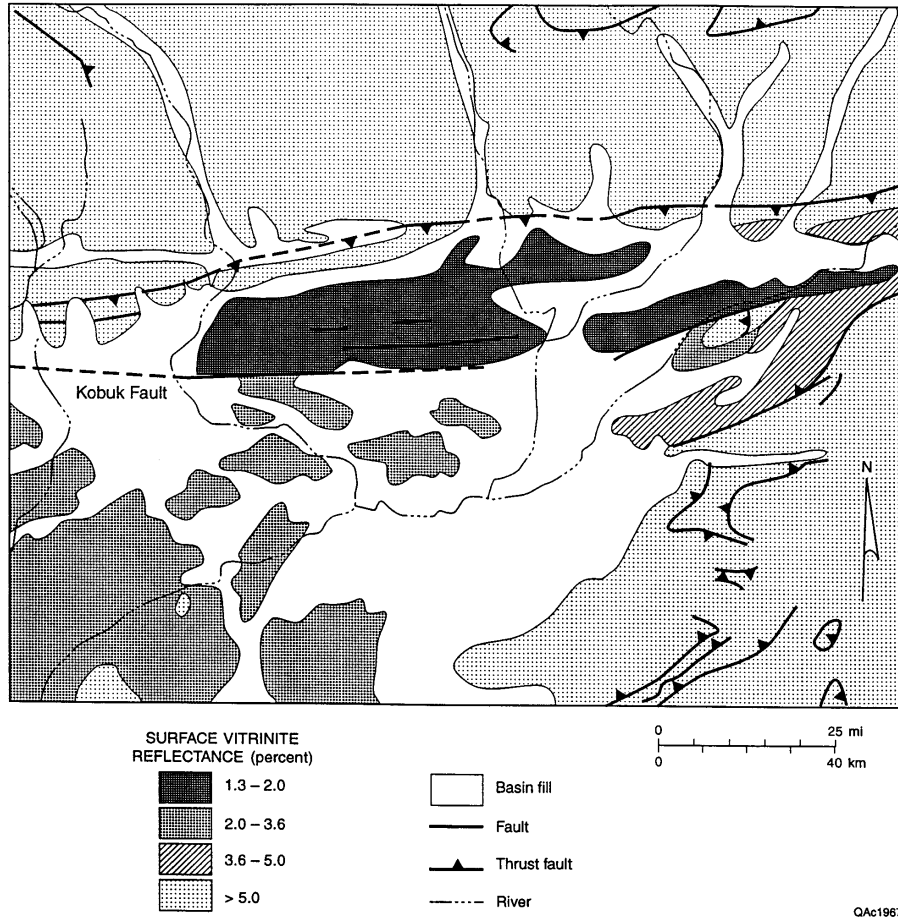 Kobuk Fault
N
0 25 mi
0 40 km
SURFACE VITRINITE
REFLECTANCE (percent)
1.3 – 2.0
2.0 – 3.6
3.6 – 5.0
> 5.0
Basin fill
Fault
Thrust fault
River
QAc1967